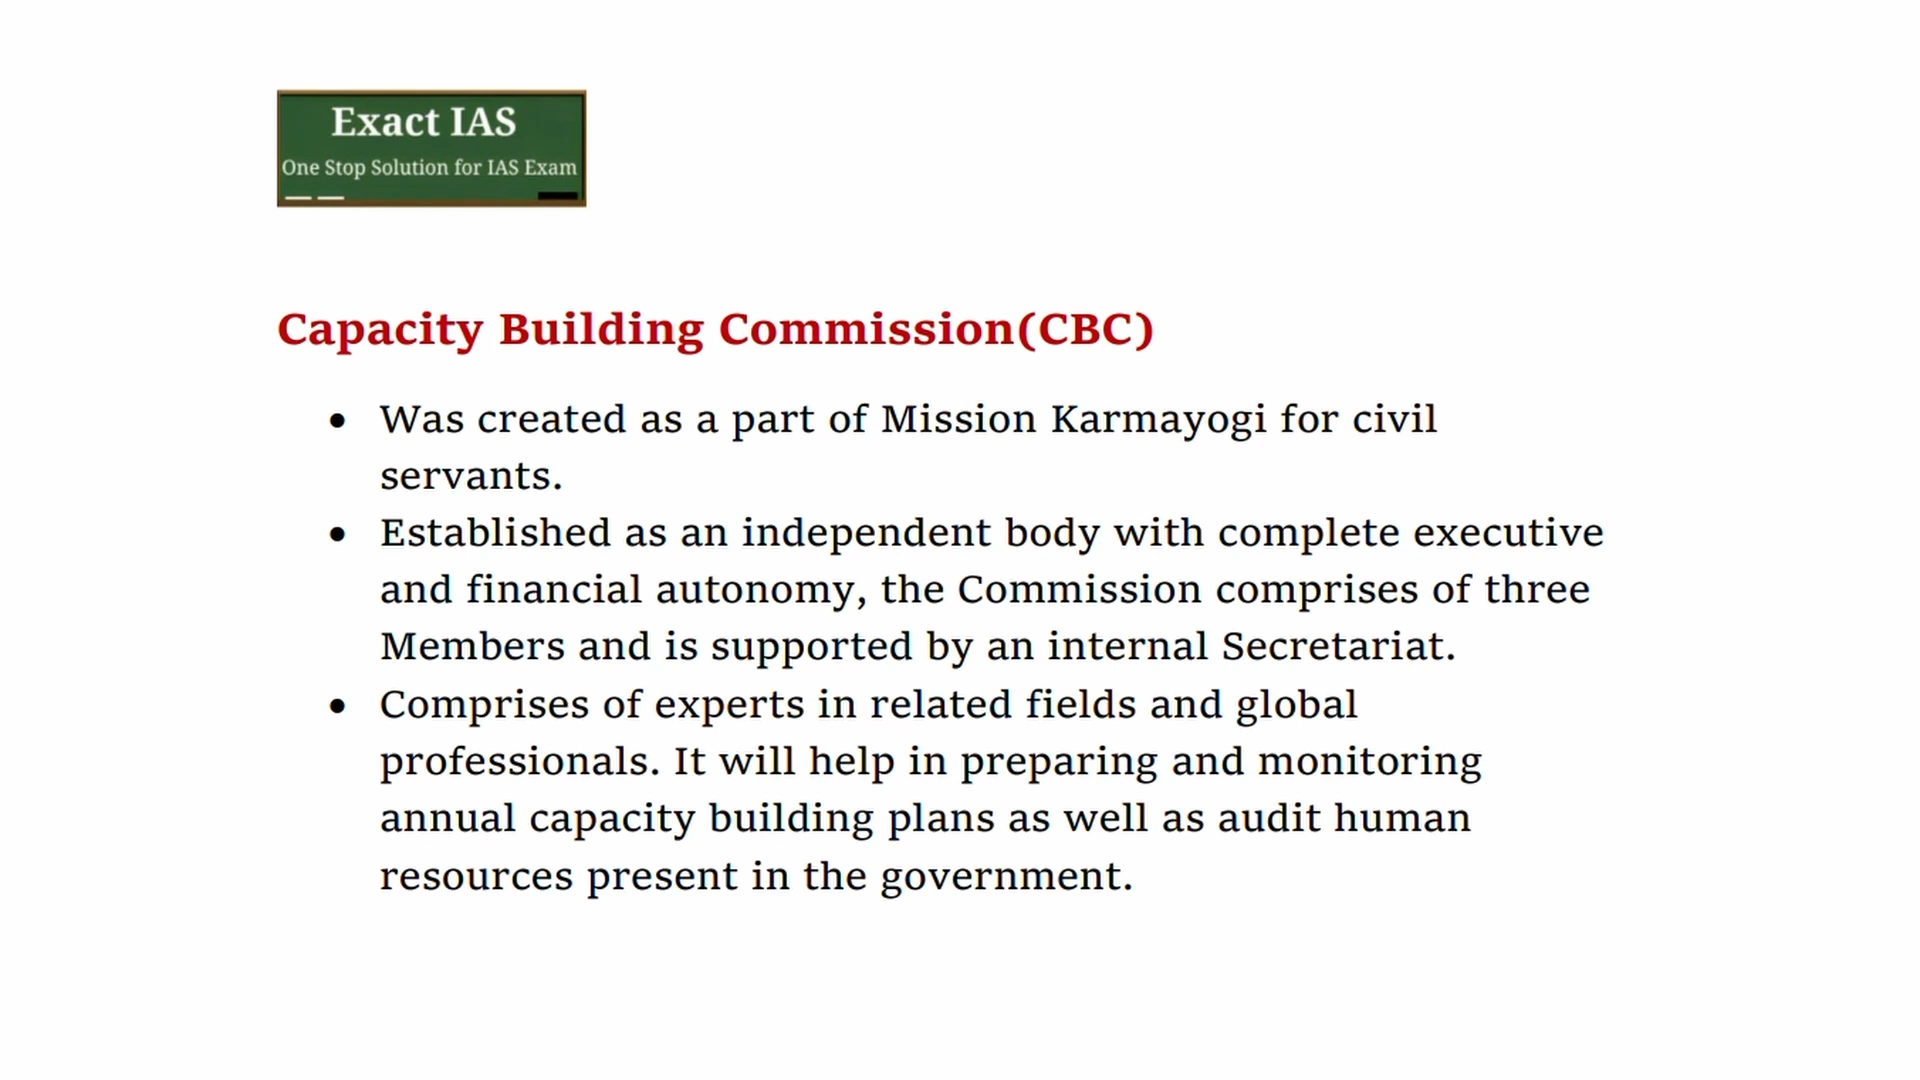 Exact IAS
One Stop Solution for IAS Exam
Capacity Building Commission(CBC)
• Was created as a part of Mission Karmayogi for civil
servants.
• Established as an independent body with complete executive
and financial autonomy, the Commission comprises of three
Members and is supported by an internal Secretariat.
• Comprises of experts in related fields and global
professionals. It will help in preparing and monitoring
annual capacity building plans as well as audit human
resources present in the government.